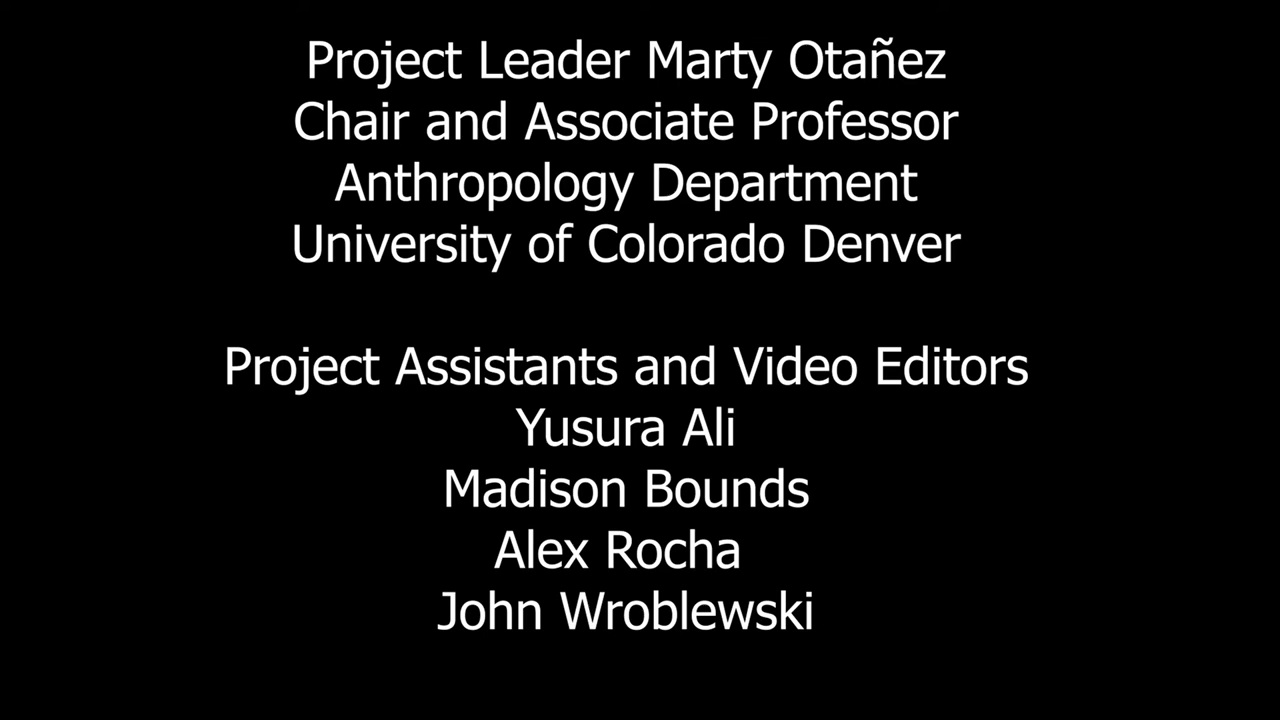 Project Leader Marty Otañez
Chair and Associate Professor
Anthropology Department
University of Colorado Denver
Project Assistants and Video Editors
Yusura Ali
Madison Bounds
Alex Rocha
John Wroblewski